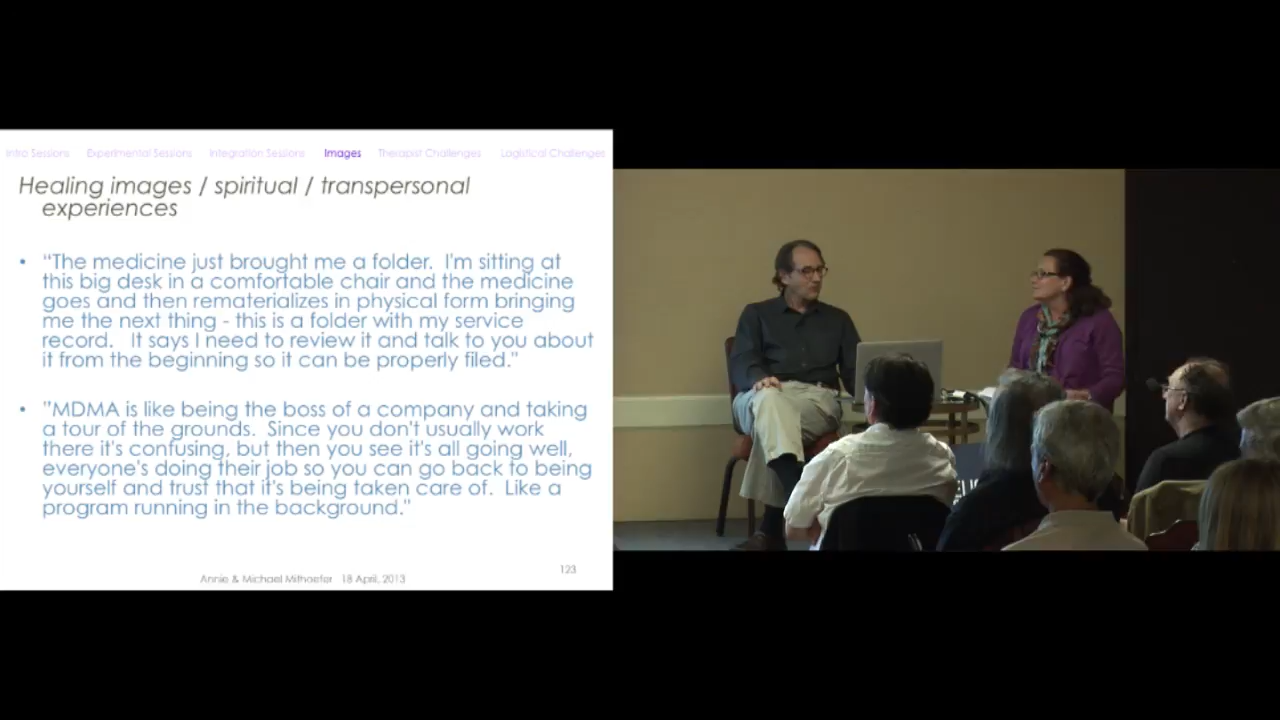 Intro Sessions Experimental Sessions Integration Sessions Images Therapist Challenges Logistical Challenges
Healing images / spiritual / transpersonal
experiences
• “The medicine just brought me a folder. I'm sitting at
this big desk in a comfortable chair and the medicine
goes and then rematerializes in physical form bringing
me the next thing - this is a folder with my service
record. It says I need to review it and talk to you about
it from the beginning so it can be properly filed."
• "MDMA is like being the boss of a company and taking
a tour of the grounds. Since you don't usually work
there it's confusing, but then you see it's all going well,
everyone's doing their job so you can go back to being
yourself and trust that it's being taken care of. Like a
program running in the background."
123
Annie & Michael Mithoefer 18 April, 2013